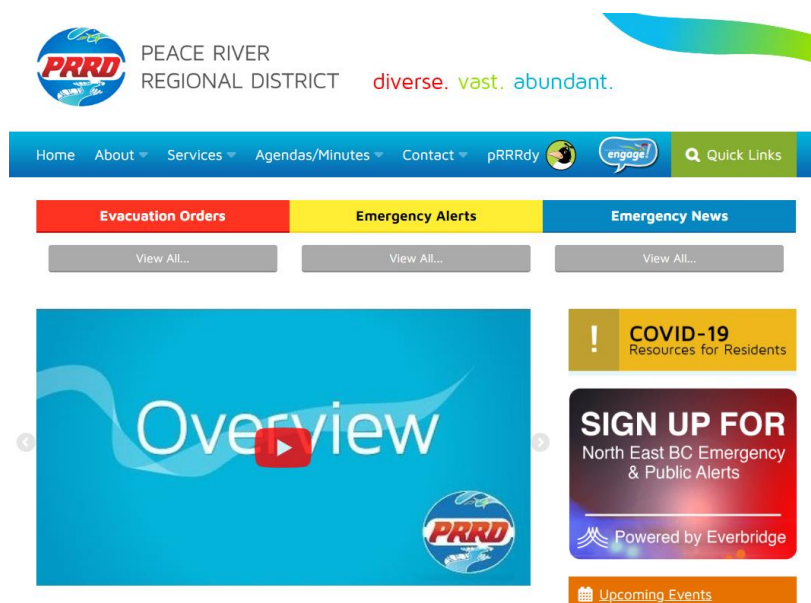 PRRD
PEACE RIVER
REGIONAL DISTRICT
diverse. vast. abundant.
Home About Services Agendas/Minutes Contact pRRRdy engage! Quick Links
Evacuation Orders Emergency Alerts Emergency News
View All... View All... View All...
Overview
PRRD
! COVID-19
Resources for Residents
SIGN UP FOR
North East BC Emergency
& Public Alerts
Powered by Everbridge
Upcoming Events